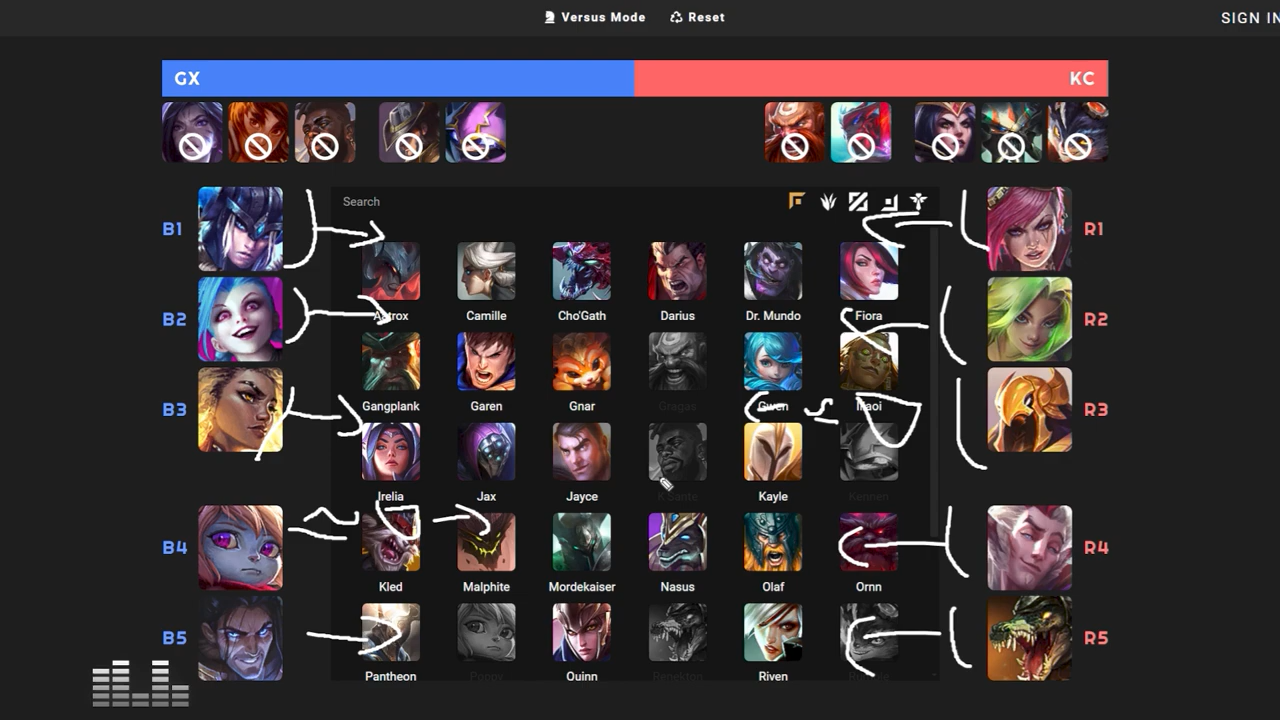 Versus Mode Reset SIGN IN
GX KC
Search
B1 R1
Aatrox Camille Cho'Gath Darius Dr. Mundo Fiora
B2 R2
Gangplank Garen Gnar Gragas Gwen Illaoi
B3 R3
Irelia Jax Jayce K'Sante Kayle Kennen
B4 R4
Kled Malphite Mordekaiser Nasus Olaf Ornn
B5 R5
Pantheon Poppy Quinn Renekton Riven